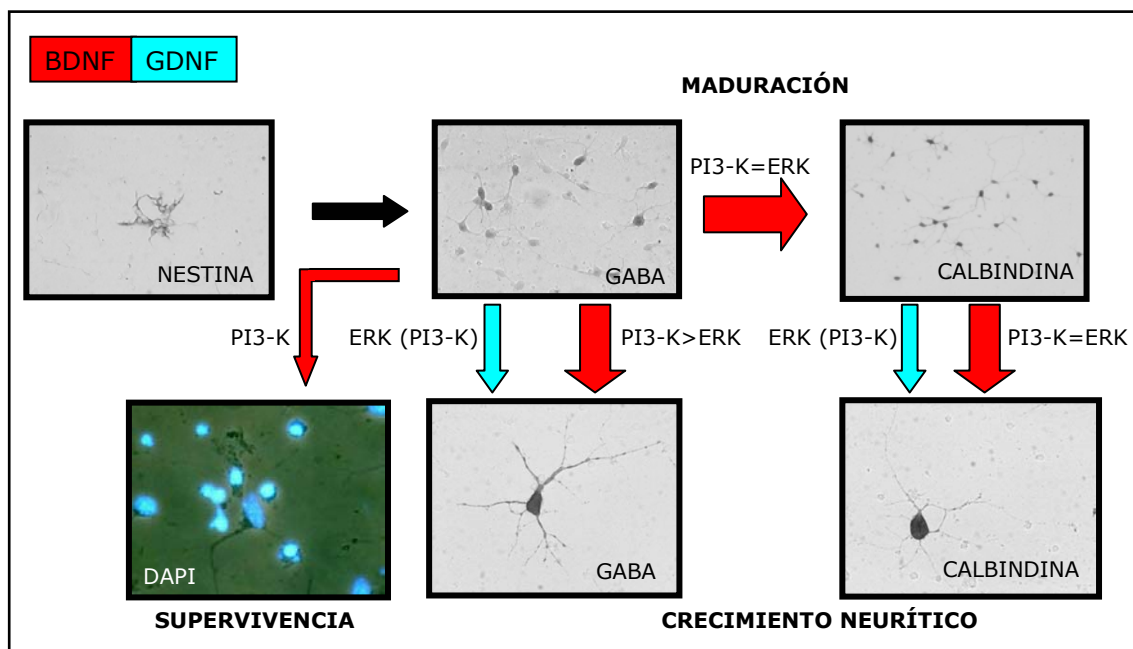 BDNF GDNF
MADURACIÓN
NESTINA
GABA
PI3-K=ERK
CALBINDINA
PI3-K
ERK (PI3-K)
PI3-K>ERK
ERK (PI3-K)
PI3-K=ERK
DAPI
GABA
CALBINDINA
SUPERVIVENCIA
CRECIMIENTO NEURÍTICO